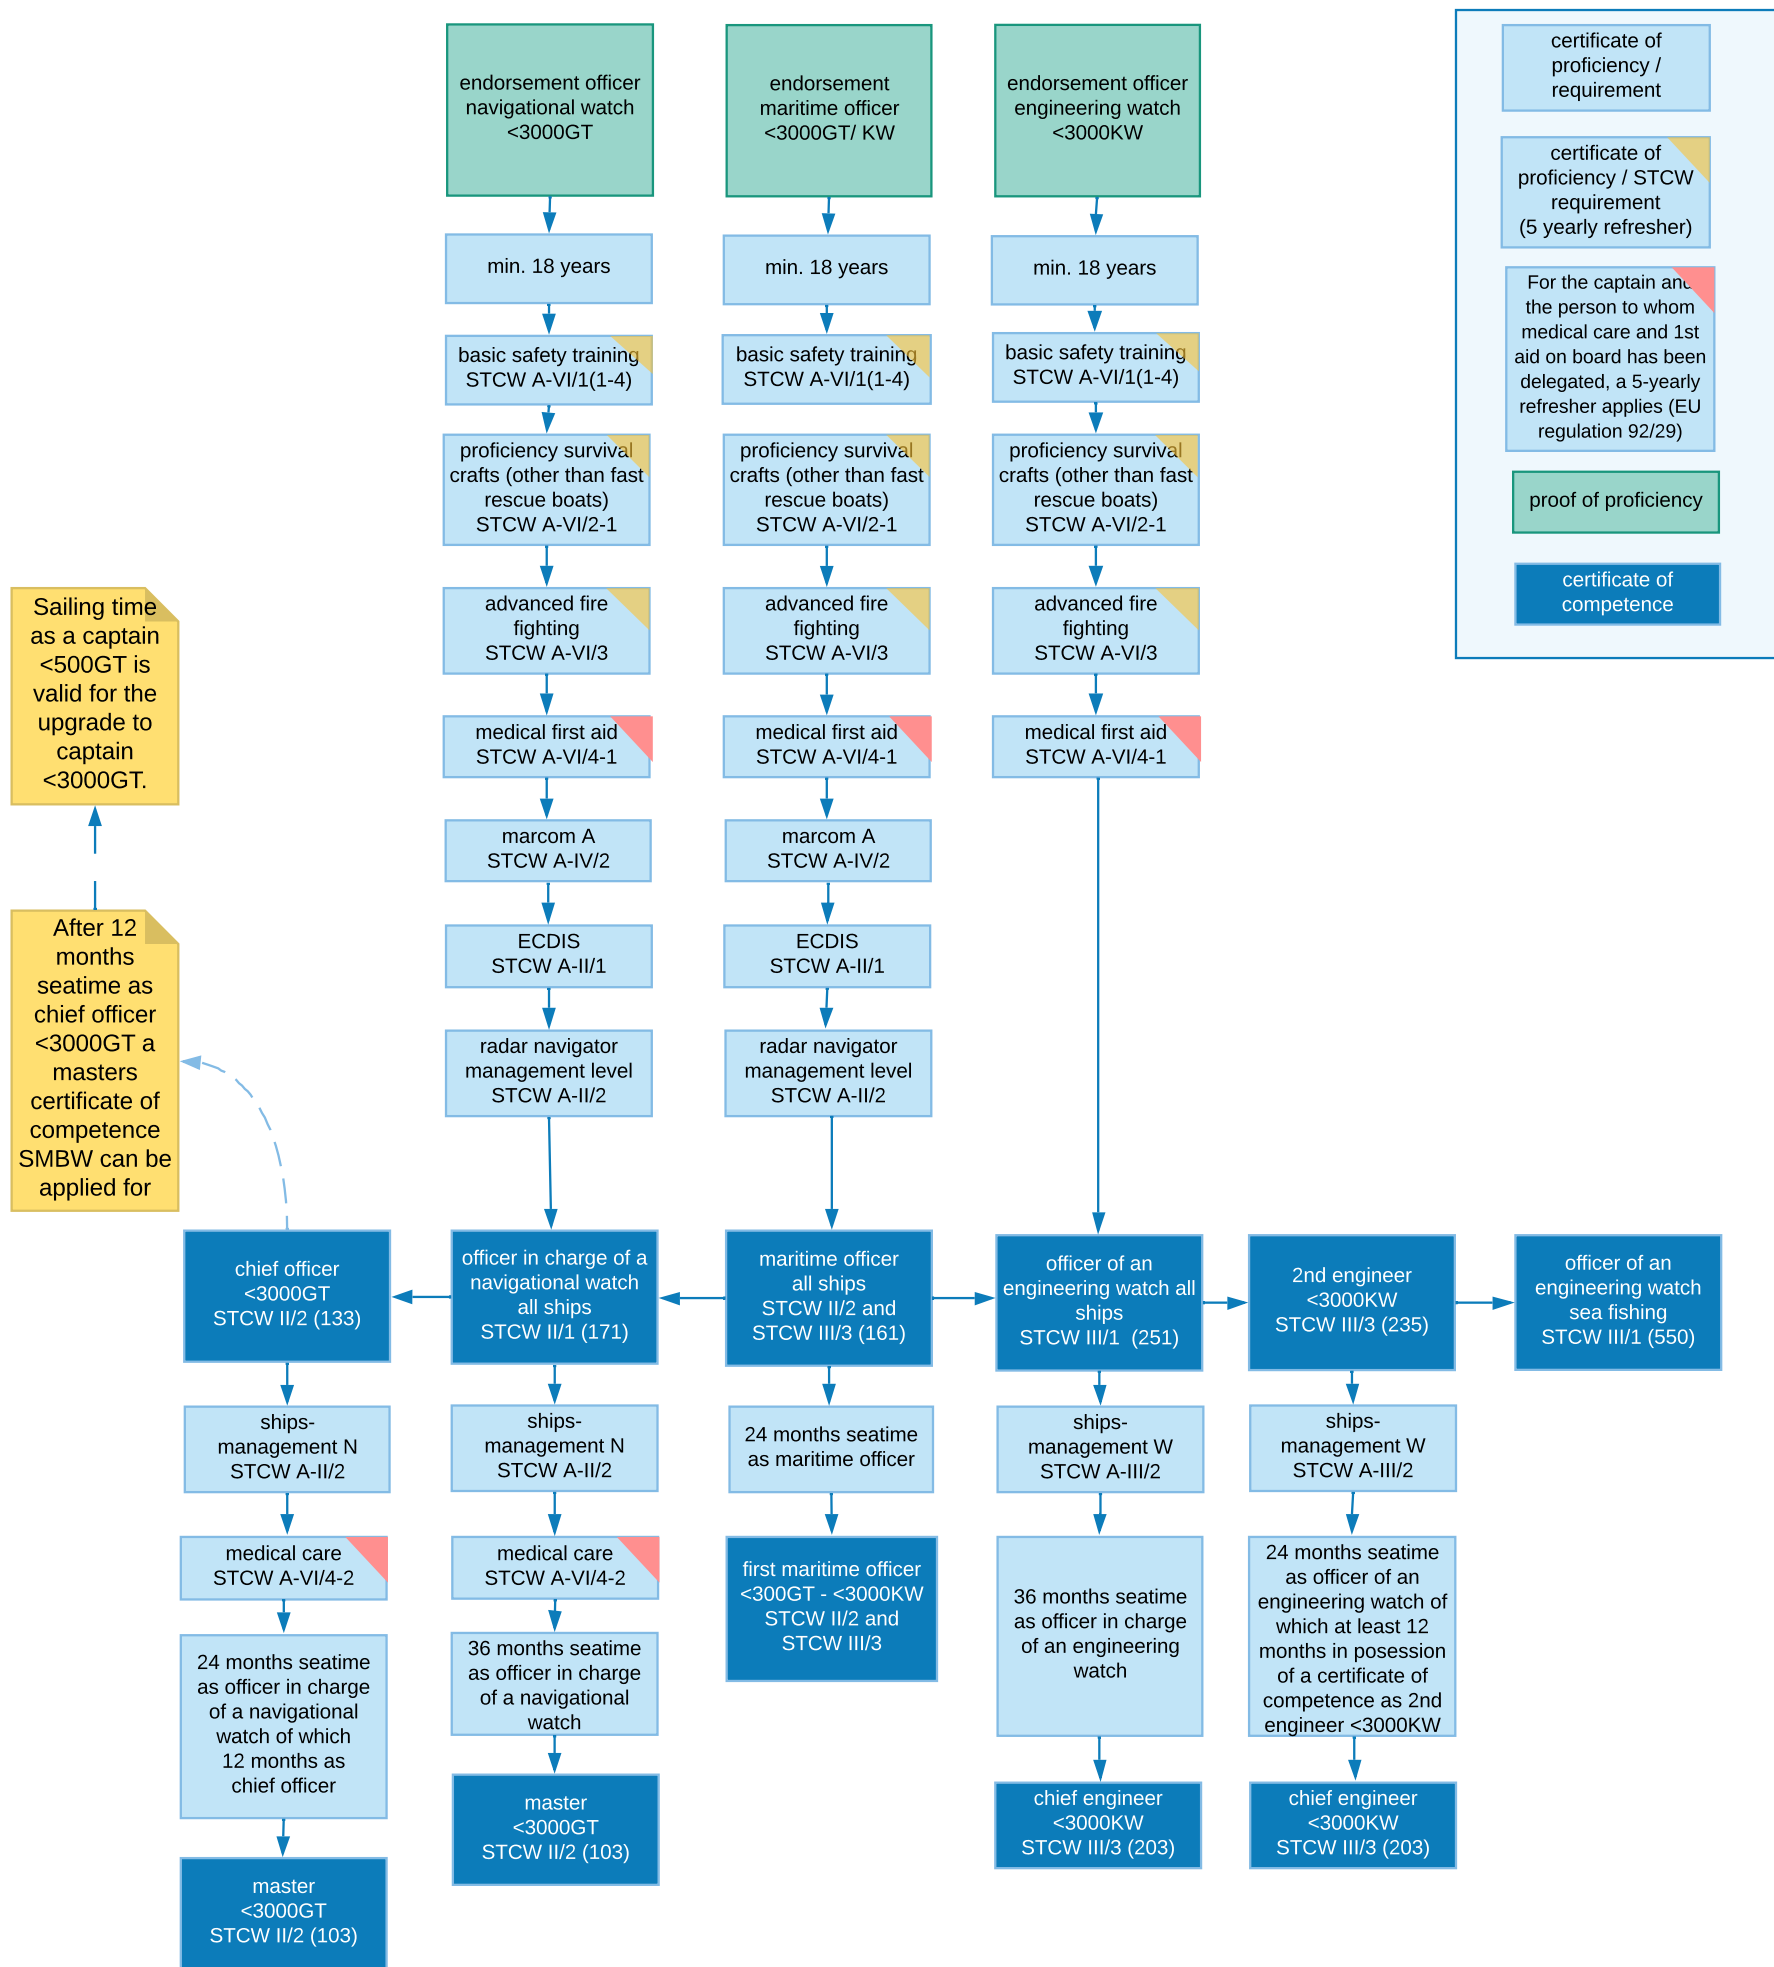 endorsement officer
navigational watch
<3000GT
endorsement
maritime officer
<3000GT/ KW
endorsement officer
engineering watch
<3000KW
certificate of
proficiency /
requirement
certificate of
proficiency / STCW
requirement
(5 yearly refresher)
For the captain and
the person to whom
medical care and 1st
aid on board has been
delegated, a 5-yearly
refresher applies (EU
regulation 92/29)
proof of proficiency
certificate of
competence
min. 18 years
min. 18 years
min. 18 years
basic safety training
STCW A-VI/1(1-4)
basic safety training
STCW A-VI/1(1-4)
basic safety training
STCW A-VI/1(1-4)
proficiency survival
crafts (other than fast
rescue boats)
STCW A-VI/2-1
proficiency survival
crafts (other than fast
rescue boats)
STCW A-VI/2-1
proficiency survival
crafts (other than fast
rescue boats)
STCW A-VI/2-1
Sailing time
as a captain
<500GT is
valid for the
upgrade to
captain
<3000GT.
advanced fire
fighting
STCW A-VI/3
advanced fire
fighting
STCW A-VI/3
advanced fire
fighting
STCW A-VI/3
medical first aid
STCW A-VI/4-1
medical first aid
STCW A-VI/4-1
medical first aid
STCW A-VI/4-1
marcom A
STCW A-IV/2
marcom A
STCW A-IV/2
After 12
months
seatime as
chief officer
<3000GT a
masters
certificate of
competence
SMBW can be
applied for
ECDIS
STCW A-II/1
ECDIS
STCW A-II/1
radar navigator
management level
STCW A-II/2
radar navigator
management level
STCW A-II/2
chief officer
<3000GT
STCW II/2 (133)
officer in charge of a
navigational watch
all ships
STCW II/1 (171)
maritime officer
all ships
STCW II/2 and
STCW III/3 (161)
officer of an
engineering watch all
ships
STCW III/1  (251)
2nd engineer
<3000KW
STCW III/3 (235)
officer of an
engineering watch
sea fishing
STCW III/1 (550)
ships-
management N
STCW A-II/2
ships-
management N
STCW A-II/2
24 months seatime
as maritime officer
ships-
management W
STCW A-III/2
ships-
management W
STCW A-III/2
medical care
STCW A-VI/4-2
medical care
STCW A-VI/4-2
first maritime officer
<300GT - <3000KW
STCW II/2 and
STCW III/3
36 months seatime
as officer in charge
of an engineering
watch
24 months seatime
as officer of an
engineering watch of
which at least 12
months in posession
of a certificate of
competence as 2nd
engineer <3000KW
24 months seatime
as officer in charge
of a navigational
watch of which
12 months as
chief officer
36 months seatime
as officer in charge
of a navigational
watch
master
<3000GT
STCW II/2 (103)
chief engineer
<3000KW
STCW III/3 (203)
chief engineer
<3000KW
STCW III/3 (203)
master
<3000GT
STCW II/2 (103)